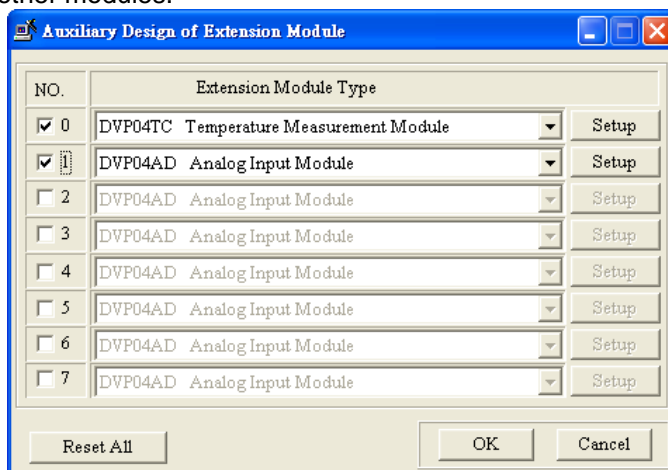 other modules.
Auxiliary Design of Extension Module
NO. Extension Module Type
0 DVP04TC Temperature Measurement Module Setup
1 DVP04AD Analog Input Module Setup
2 DVP04AD Analog Input Module Setup
3 DVP04AD Analog Input Module Setup
4 DVP04AD Analog Input Module Setup
5 DVP04AD Analog Input Module Setup
6 DVP04AD Analog Input Module Setup
7 DVP04AD Analog Input Module Setup
Reset All OK Cancel